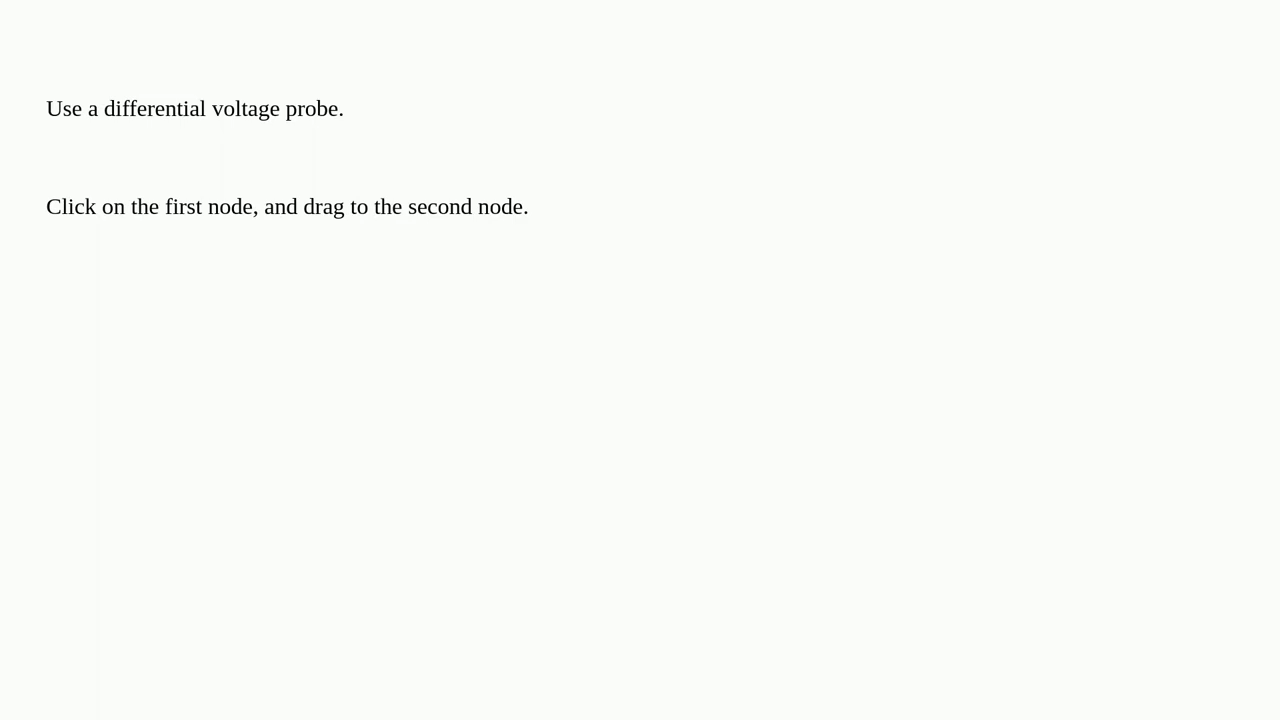 Use a differential voltage probe.
Click on the first node, and drag to the second node.